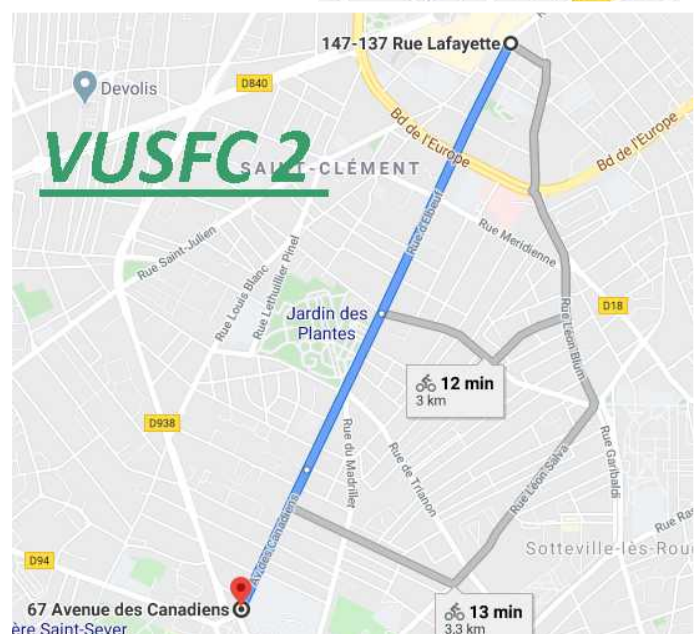 147-137 Rue Lafayette
Devolis
D840
Bd de l'Europe
Bd de l'Europe
VUSFC 2
SAINT-CLÉMENT
Rue d'Elbeuf
Rue Meridienne
Rue Saint-Julien
Rue Louis Blanc
Rue Lethuillier Pinel
Jardin des
Plantes
D18
Rue Léon Blum
12 min
3 km
D938
Rue du Madriller
Rue de Trianon
Rue Léon Salva
Rue Garibaldi
Av. des Canadiens
Sotteville-lès-Rou
D94
67 Avenue des Canadiens
ère Saint-Sever
13 min
3,3 km